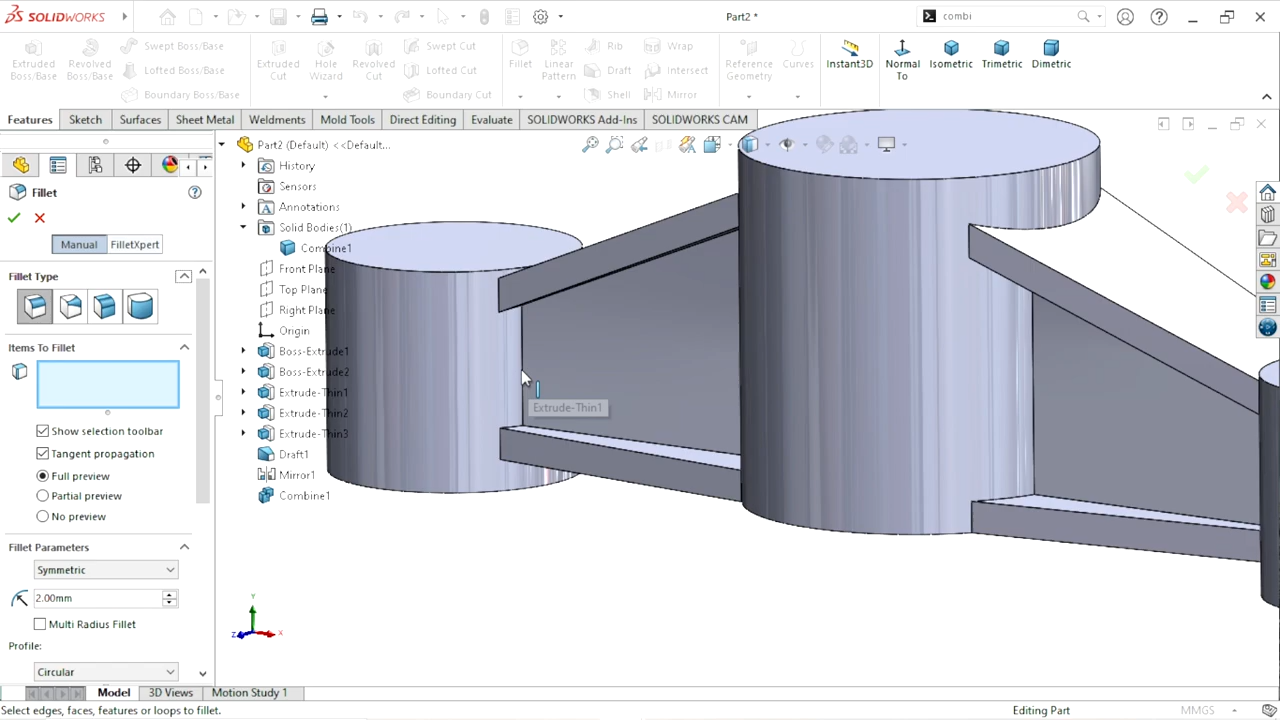 SOLIDWORKS
Part2 *
combi
Extruded Boss/Base
Revolved Boss/Base
Swept Boss/Base
Lofted Boss/Base
Boundary Boss/Base
Extruded Cut
Hole Wizard
Revolved Cut
Swept Cut
Lofted Cut
Boundary Cut
Fillet
Linear Pattern
Rib
Draft
Shell
Wrap
Intersect
Mirror
Reference Geometry
Curves
Instant3D
Normal To
Isometric
Trimetric
Dimetric
Features
Sketch
Surfaces
Sheet Metal
Weldments
Mold Tools
Direct Editing
Evaluate
SOLIDWORKS Add-Ins
SOLIDWORKS CAM
Fillet
Manual
FilletXpert
Fillet Type
Items To Fillet
Show selection toolbar
Tangent propagation
Full preview
Partial preview
No preview
Fillet Parameters
Symmetric
2.00mm
Multi Radius Fillet
Profile:
Circular
Part2 (Default) <<Default...
History
Sensors
Annotations
Solid Bodies(1)
Combine1
Front Plane
Top Plane
Right Plane
Origin
Boss-Extrude1
Boss-Extrude2
Extrude-Thin1
Extrude-Thin2
Extrude-Thin3
Draft1
Mirror1
Combine1
Extrude-Thin1
Y
Z
X
Model
3D Views
Motion Study 1
Select edges, faces, features or loops to fillet.
Editing Part
MMGS